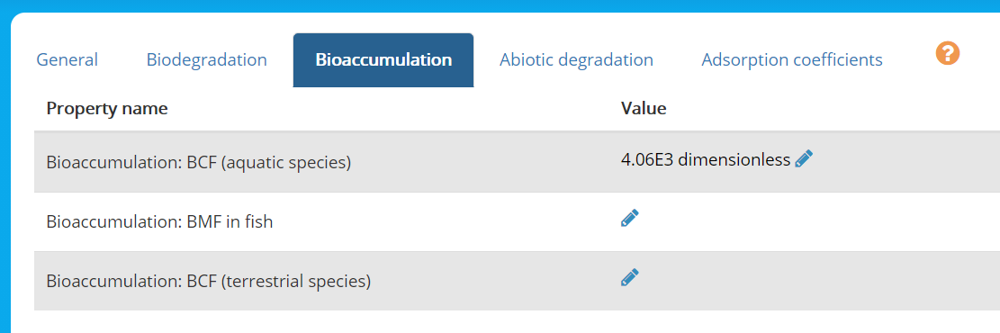 General Biodegradation Bioaccumulation Abiotic degradation Adsorption coefficients ?
Property name Value
Bioaccumulation: BCF (aquatic species) 4.06E3 dimensionless
Bioaccumulation: BMF in fish
Bioaccumulation: BCF (terrestrial species)